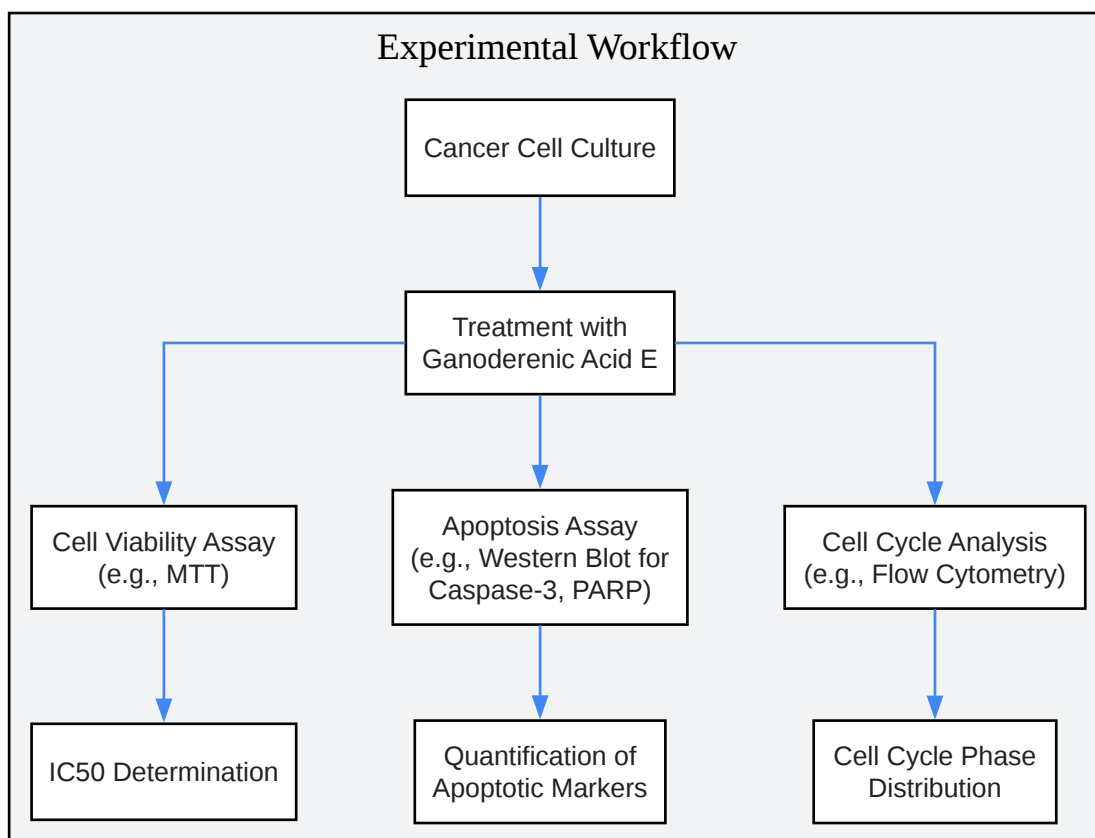 Experimental Workflow
Cancer Cell Culture
Treatment with
Ganoderenic Acid E
Cell Viability Assay
(e.g., MTT)
Apoptosis Assay
(e.g., Western Blot for
Caspase-3, PARP)
Cell Cycle Analysis
(e.g., Flow Cytometry)
IC50 Determination
Quantification of
Apoptotic Markers
Cell Cycle Phase
Distribution